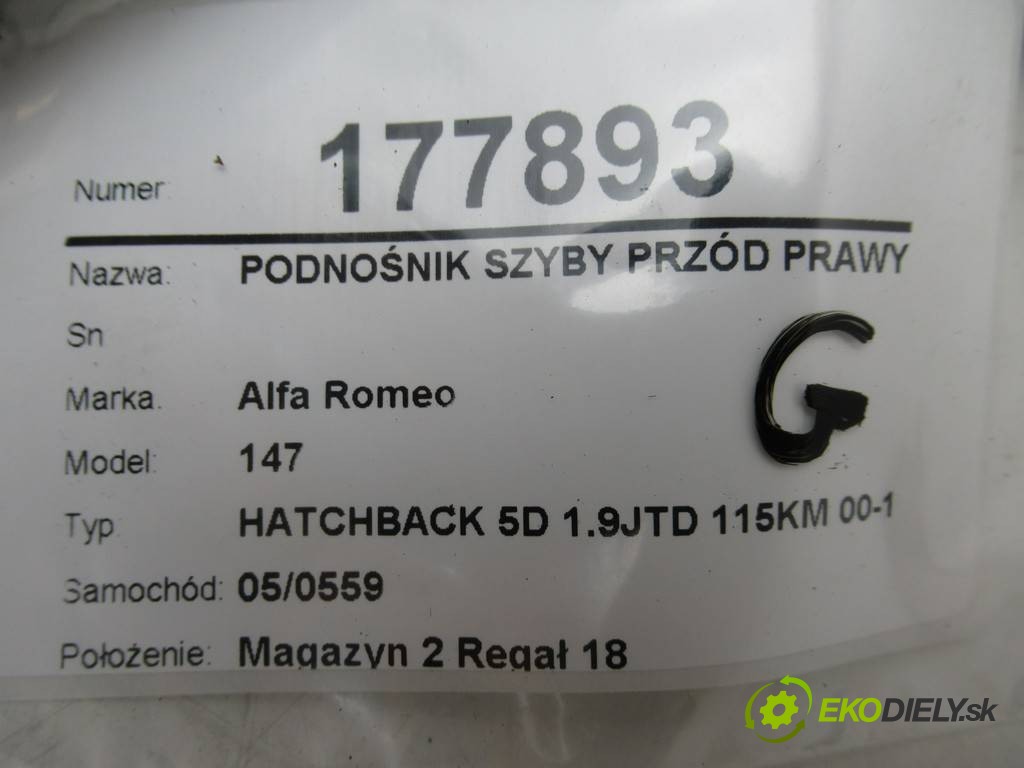 Numer: 177893
Nazwa: PODNOŚNIK SZYBY PRZÓD PRAWY
Sn
G
Marka: Alfa Romeo
Model: 147
Typ: HATCHBACK 5D 1.9JTD 115KM 00-1
Samochód: 05/0559
Położenie: Magazyn 2 Regał 18
EKODIELY.sk